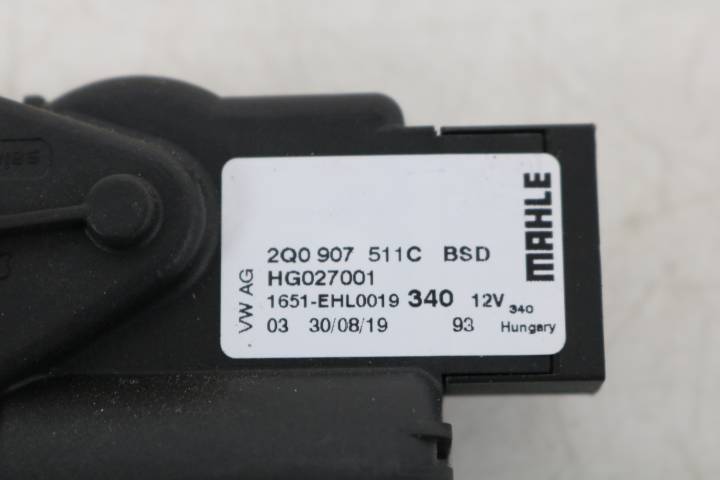 MAHLE
VW AG
2Q0 907 511C BSD
HG027001
1651-EHL0019 340 12V 340
03 30/08/19 93 Hungary